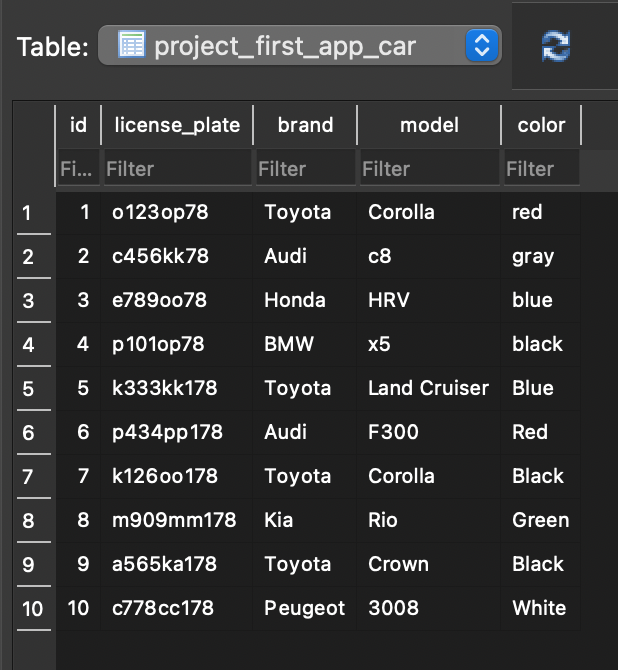 Table: project_first_app_car
id license_plate brand model color
Fi... Filter Filter Filter Filter
1 1 o123op78 Toyota Corolla red
2 2 c456kk78 Audi c8 gray
3 3 e789oo78 Honda HRV blue
4 4 p101op78 BMW x5 black
5 5 k333kk178 Toyota Land Cruiser Blue
6 6 p434pp178 Audi F300 Red
7 7 k126oo178 Toyota Corolla Black
8 8 m909mm178 Kia Rio Green
9 9 a565ka178 Toyota Crown Black
10 10 c778cc178 Peugeot 3008 White